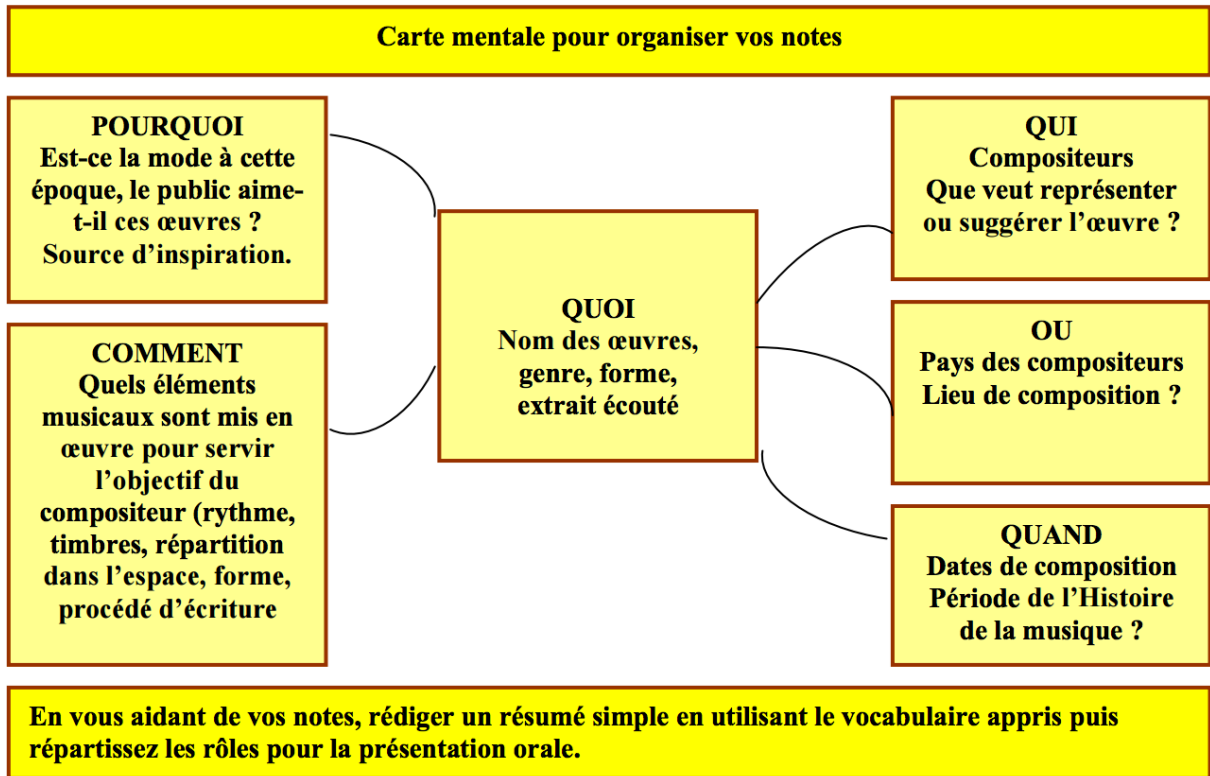 Carte mentale pour organiser vos notes
POURQUOI
Est-ce la mode à cette
époque, le public aime-
t-il ces œuvres ?
Source d’inspiration.
COMMENT
Quels éléments
musicaux sont mis en
œuvre pour servir
l’objectif du
compositeur (rythme,
timbres, répartition
dans l’espace, forme,
procédé d’écriture
QUOI
Nom des œuvres,
genre, forme,
extrait écouté
QUI
Compositeurs
Que veut représenter
ou suggérer l’œuvre ?
OU
Pays des compositeurs
Lieu de composition ?
QUAND
Dates de composition
Période de l’Histoire
de la musique ?
En vous aidant de vos notes, rédiger un résumé simple en utilisant le vocabulaire appris puis
répartissez les rôles pour la présentation orale.